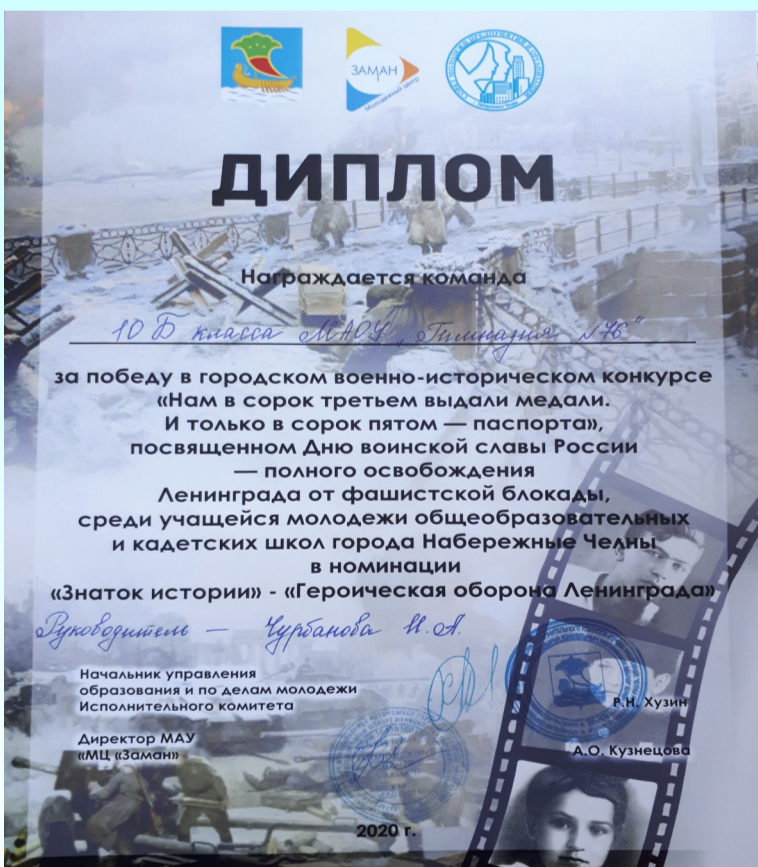 ЗАМАН
Молодежный центр
ДИПЛОМ
Награждается команда
10 Б класса МАОУ „Гимназия №76"
за победу в городском военно-историческом конкурсе
«Нам в сорок третьем выдали медали.
И только в сорок пятом — паспорта»,
посвященном Дню воинской славы России
— полного освобождения
Ленинграда от фашистской блокады,
среди учащейся молодежи общеобразовательных
и кадетских школ города Набережные Челны
в номинации
«Знаток истории» - «Героическая оборона Ленинграда»
Руководитель — Чурбанова И.А.
Начальник управления
образования и по делам молодежи
Исполнительного комитета
Р.Н. Хузин
Директор МАУ
«МЦ «Заман»
А.О. Кузнецова
2020 г.